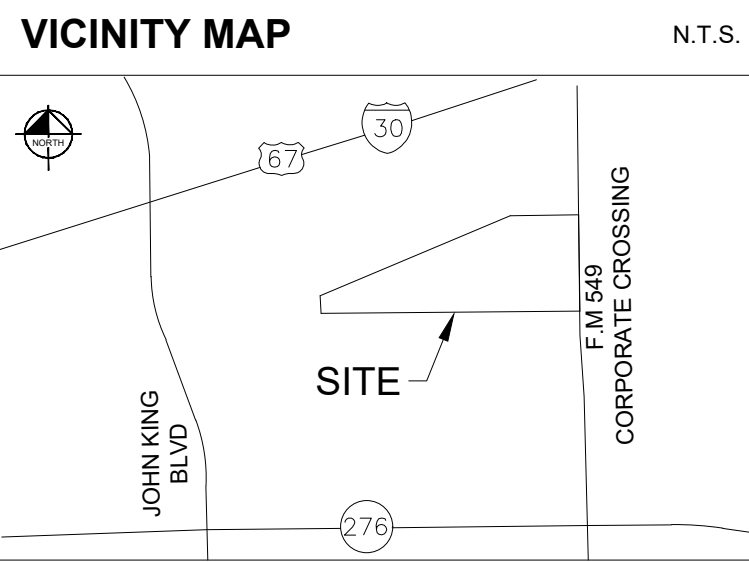 VICINITY MAP
N.T.S.
NORTH
30
67
F.M 549
CORPORATE CROSSING
SITE
JOHN KING
BLVD
276